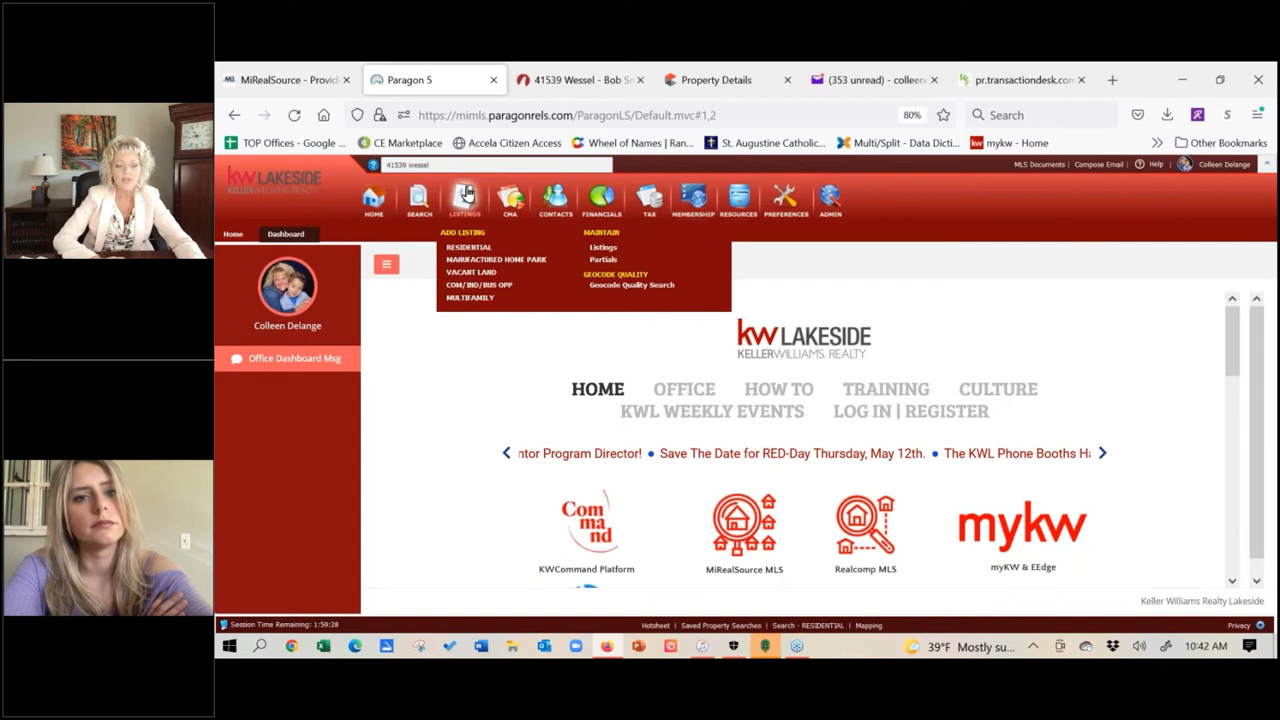 MiRealSource - Providi
Paragon 5
41539 Wessel - Bob Sm
Property Details
(353 unread) - colleen
pr.transactiondesk.com
https://mimls.paragonrels.com/ParagonLS/Default.mvc#1,2
80%
Search
TOP Offices - Google ...
CE Marketplace
Accela Citizen Access
Wheel of Names | Ran...
St. Augustine Catholic...
Multi/Split - Data Dicti...
mykw - Home
Other Bookmarks
LAKESIDE
KELLERWILLIAMS. REALTY
41539 wessel
MLS Documents
Compose Email
Help
Colleen Delange
HOME
SEARCH
LISTINGS
CMA
CONTACTS
FINANCIALS
TAX
MEMBERSHIP
RESOURCES
PREFERENCES
ADMIN
Home
Dashboard
ADD LISTING
RESIDENTIAL
MANUFACTURED HOME PARK
VACANT LAND
COM/IND/BUS OPP
MULTIFAMILY
MAINTAIN
Listings
Partials
GEOCODE QUALITY
Geocode Quality Search
Colleen Delange
Office Dashboard Msg
kw LAKESIDE
KELLERWILLIAMS. REALTY
HOME OFFICE HOW TO TRAINING CULTURE
KWL WEEKLY EVENTS LOG IN | REGISTER
ntor Program Director! • Save The Date for RED-Day Thursday, May 12th. • The KWL Phone Booths Ha
Com
ma
nd
KWCommand Platform
MiRealSource MLS
Realcomp MLS
mykw
myKW & EEdge
Keller Williams Realty Lakeside
Session Time Remaining: 1:59:28
Hotsheet | Saved Property Searches | Search - RESIDENTIAL | Mapping
Privacy
39°F Mostly su...
10:42 AM